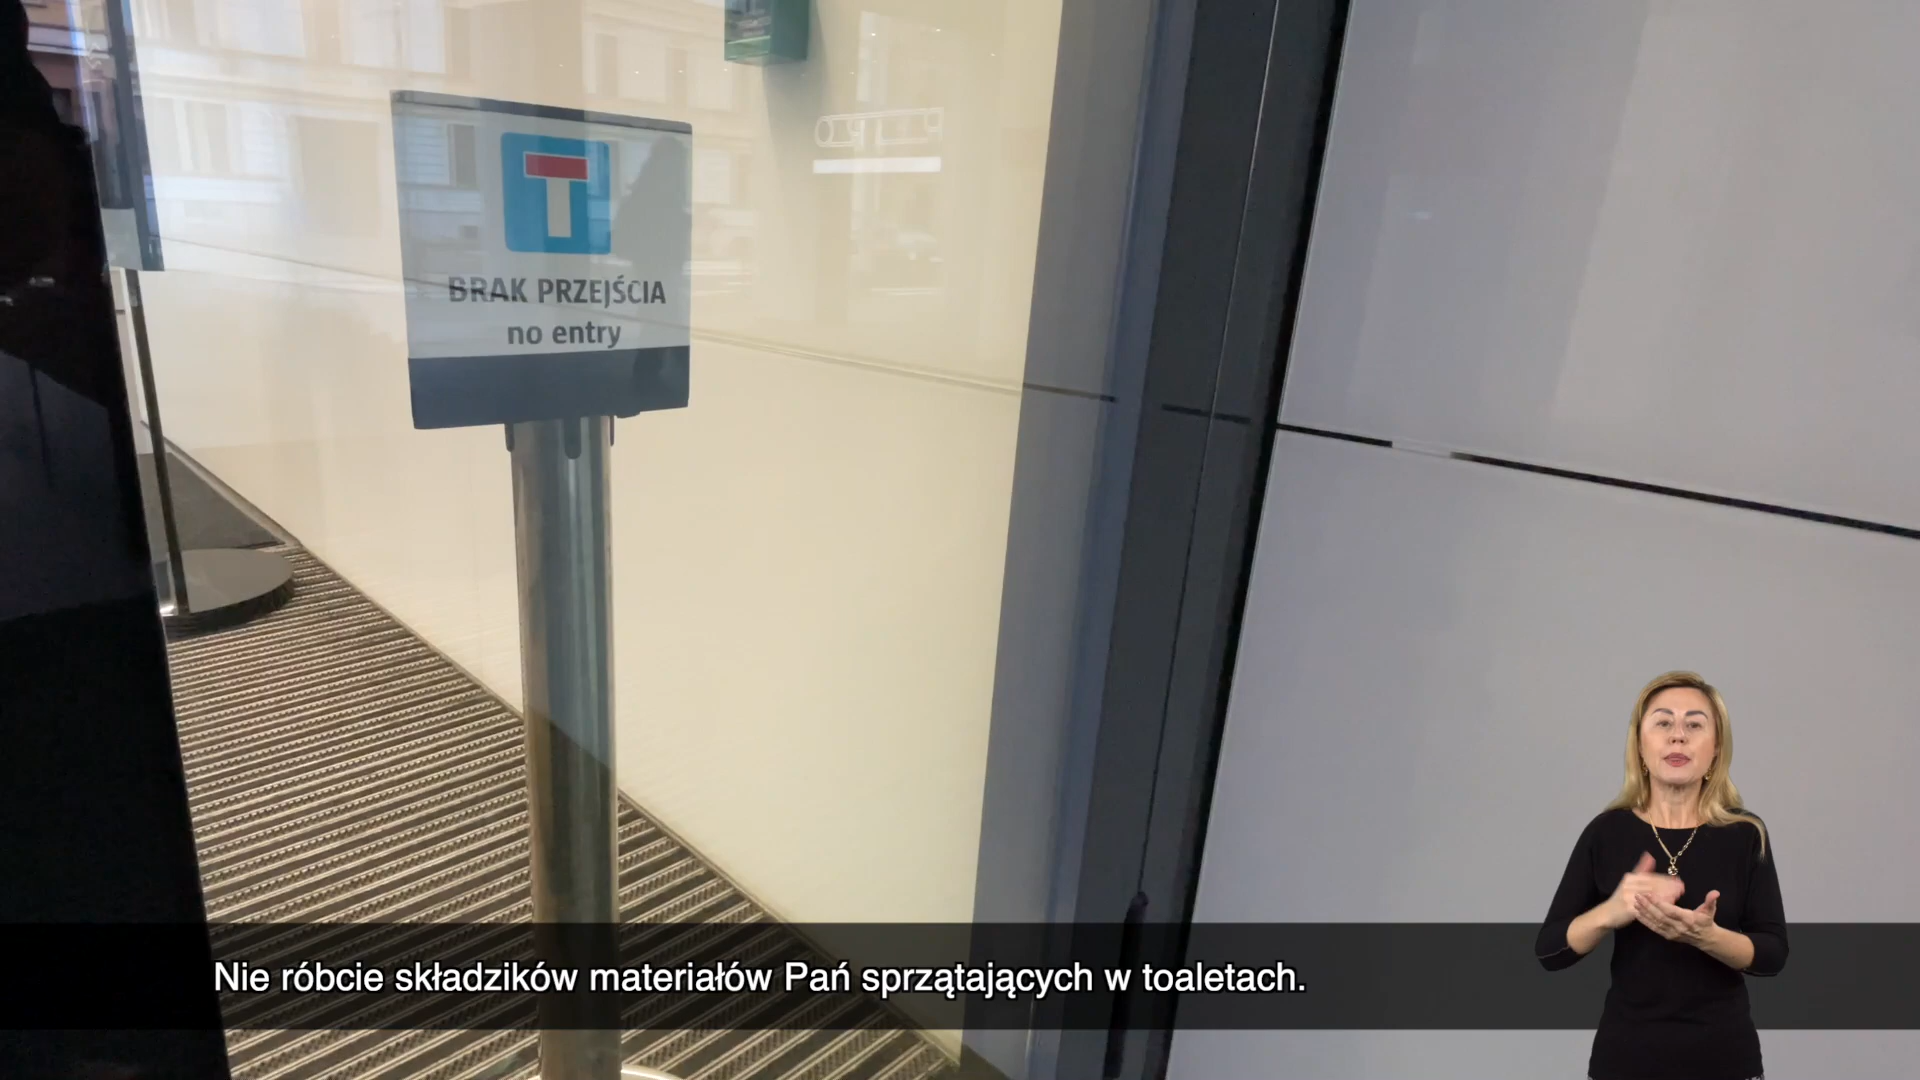 BRAK PRZEJŚCIA
no entry
Nie róbcie składzików materiałów Pań sprzątających w toaletach.